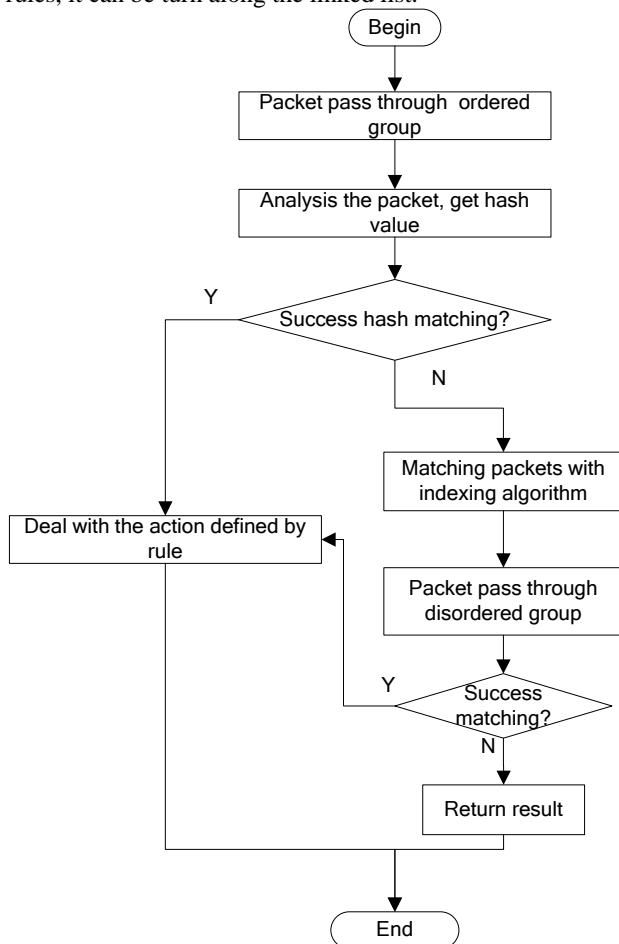 rules, it can be turn along the linked list.
Begin
Packet pass through ordered
group
Analysis the packet, get hash
value
Y
Success hash matching?
N
Matching packets with
indexing algorithm
Deal with the action defined by
rule
Packet pass through
disordered group
Y
Success
matching?
N
Return result
End